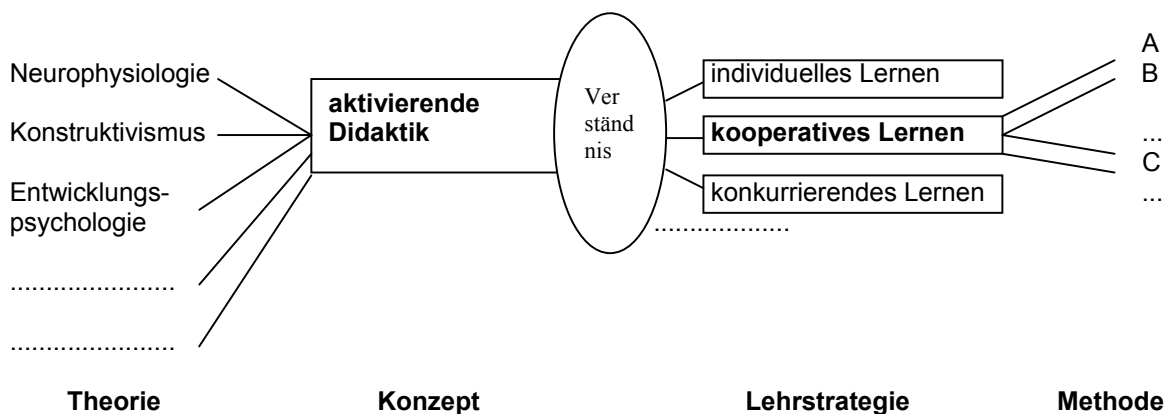 Neurophysiologie
Konstruktivismus
Entwicklungs-
psychologie
.......................
.......................
aktivierende
Didaktik
Ver
ständ
nis
individuelles Lernen
kooperatives Lernen
konkurrierendes Lernen
...................
A
B
...
C
...
Theorie Konzept Lehrstrategie Methode